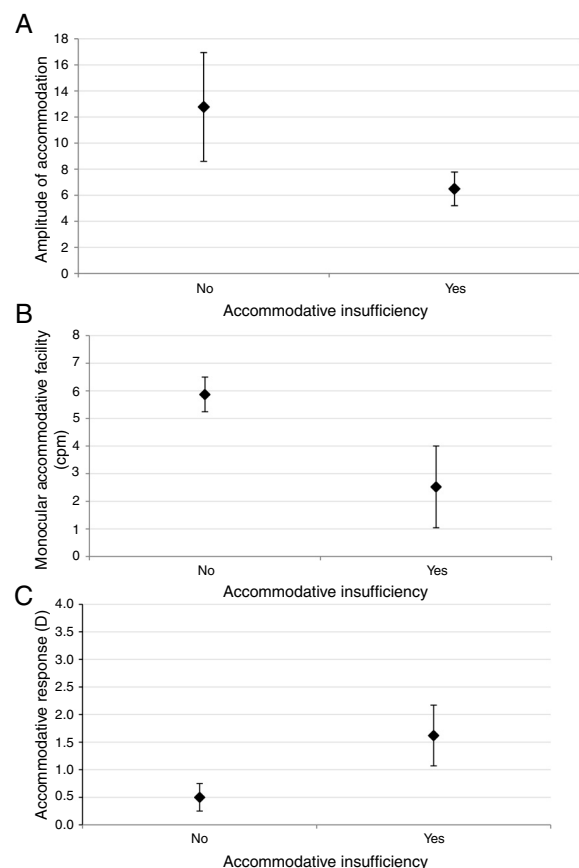 A
Amplitude of accommodation
18
16
14
12
10
8
6
4
2
0
No
Yes
Accommodative insufficiency
B
Monocular accommodative facility
(cpm)
8
7
6
5
4
3
2
1
0
No
Yes
Accommodative insufficiency
C
Accommodative response (D)
4.0
3.5
3.0
2.5
2.0
1.5
1.0
0.5
0.0
No
Yes
Accommodative insufficiency